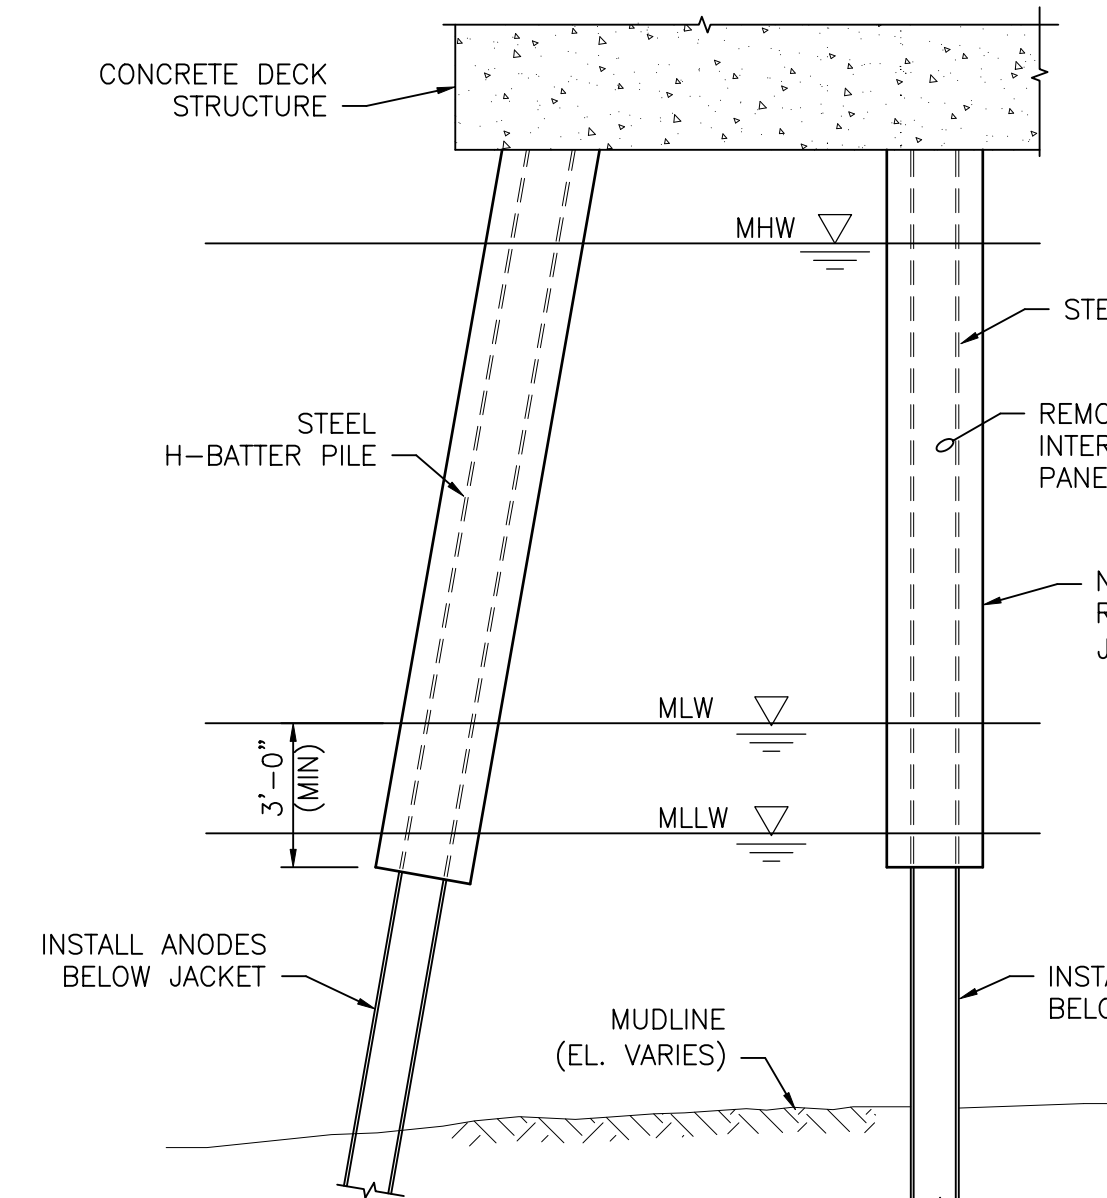 CONCRETE DECK
STRUCTURE
MHW
STEEL
H-BATTER PILE
MLW
3'-0"
(MIN)
MLLW
INSTALL ANODES
BELOW JACKET
MUDLINE
(EL. VARIES)